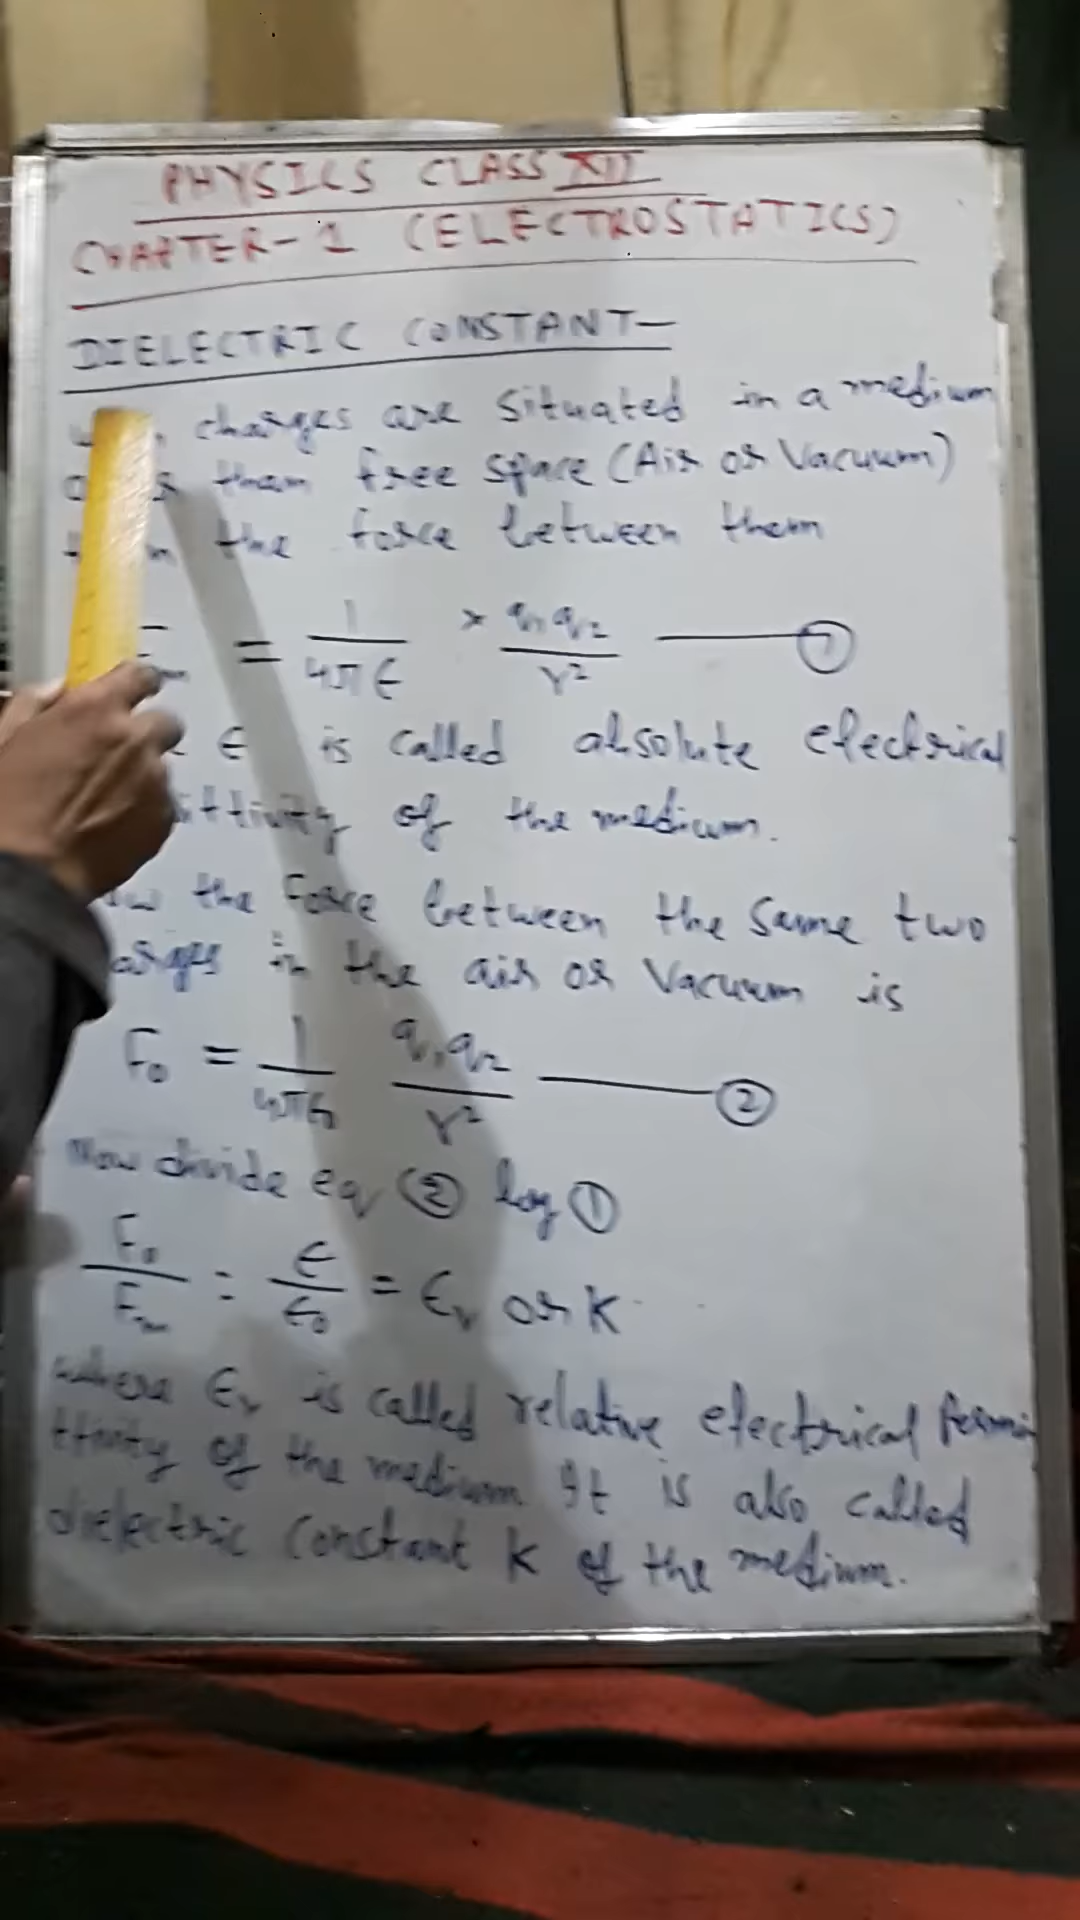 PHYSICS CLASS XII
CHAPTER-1 (ELECTROSTATICS)
DIELECTRIC CONSTANT—
charges are situated in a medium
than free space (Air or Vacuum)
the force between them
= 1/4πϵ × q₁q₂/r² —— ①
ϵ is called absolute electrical
ittivity of the medium.
the Force between the same two
arges in the air or Vacuum is
F₀ = 1/4πϵ₀ q₁q₂/r² —— ②
Now divide eq ② by ①
F₀/Fm = ϵ/ϵ₀ = ϵr or K
where ϵr is called relative electrical permi
ttivity of the medium It is also called
dielectric constant K of the medium.